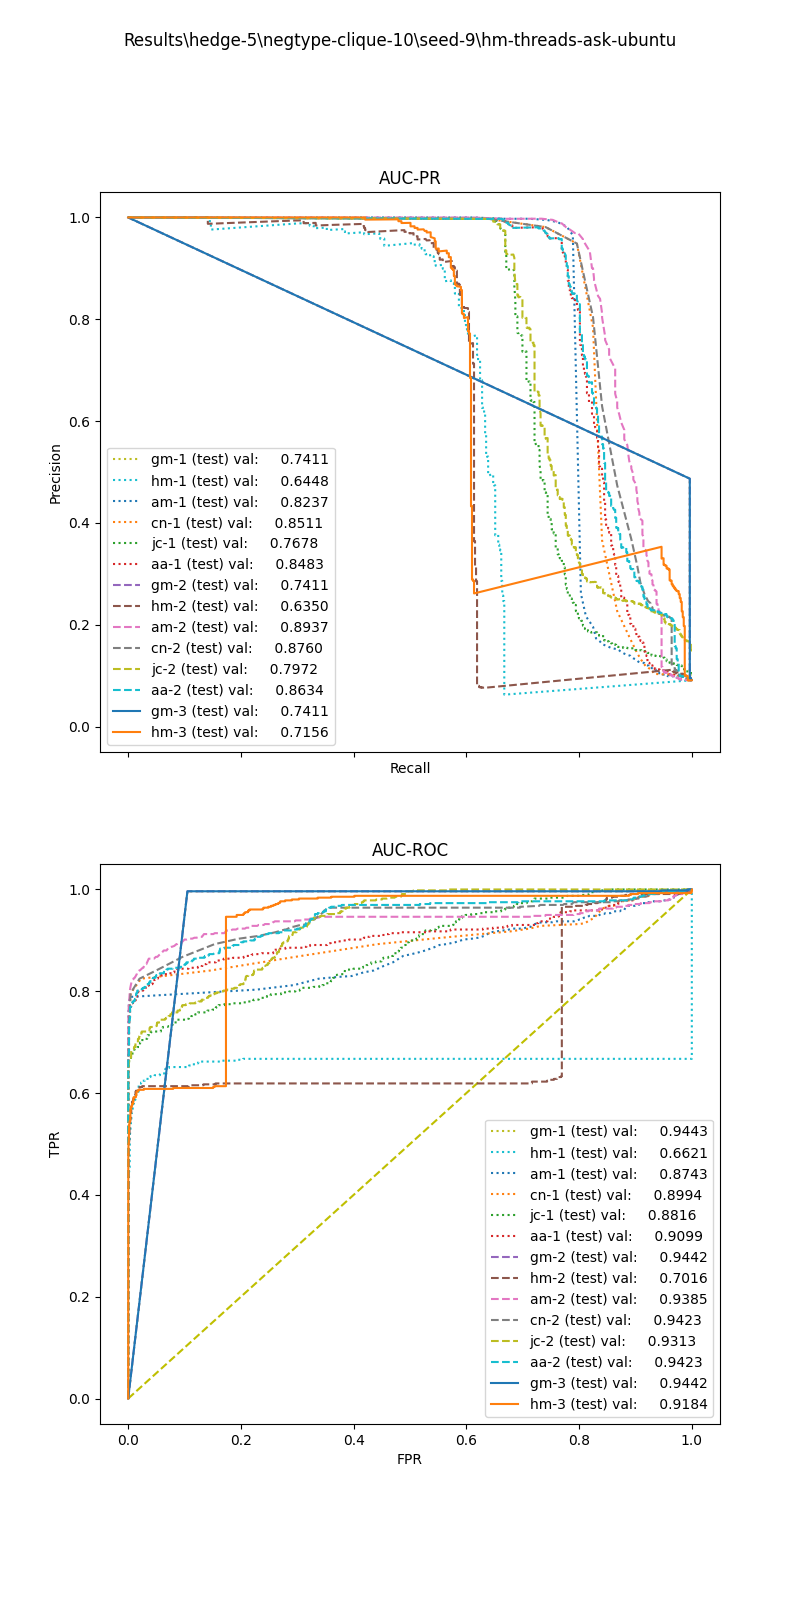 Results\hedge-5\negtype-clique-10\seed-9\hm-threads-ask-ubuntu
AUC-PR
1.0
0.8
0.6
0.4
0.2
0.0
Precision
gm-1 (test) val: 0.7411
hm-1 (test) val: 0.6448
am-1 (test) val: 0.8237
cn-1 (test) val: 0.8511
jc-1 (test) val: 0.7678
aa-1 (test) val: 0.8483
gm-2 (test) val: 0.7411
hm-2 (test) val: 0.6350
am-2 (test) val: 0.8937
cn-2 (test) val: 0.8760
jc-2 (test) val: 0.7972
aa-2 (test) val: 0.8634
gm-3 (test) val: 0.7411
hm-3 (test) val: 0.7156
Recall
AUC-ROC
1.0
0.8
0.6
0.4
0.2
0.0
TPR
gm-1 (test) val: 0.9443
hm-1 (test) val: 0.6621
am-1 (test) val: 0.8743
cn-1 (test) val: 0.8994
jc-1 (test) val: 0.8816
aa-1 (test) val: 0.9099
gm-2 (test) val: 0.9442
hm-2 (test) val: 0.7016
am-2 (test) val: 0.9385
cn-2 (test) val: 0.9423
jc-2 (test) val: 0.9313
aa-2 (test) val: 0.9423
gm-3 (test) val: 0.9442
hm-3 (test) val: 0.9184
0.0 0.2 0.4 0.6 0.8 1.0
FPR